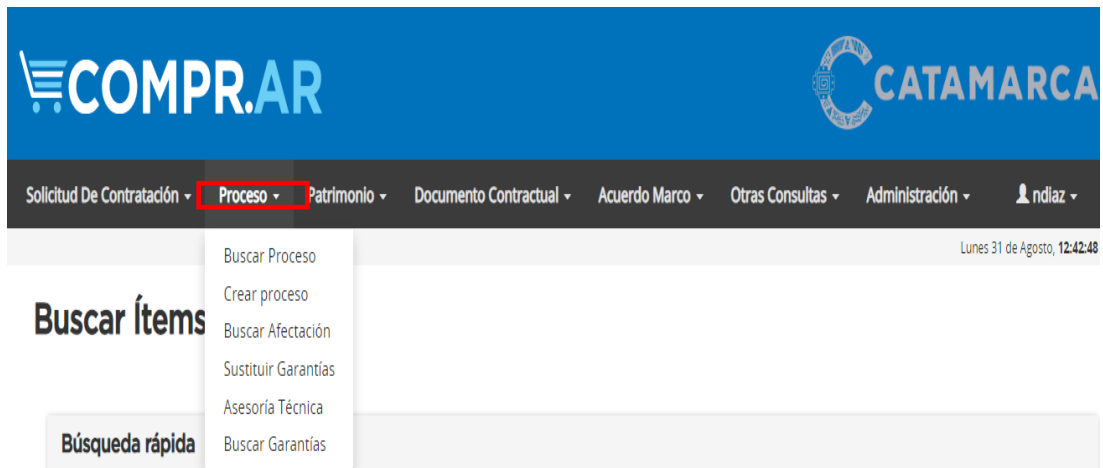 COMPR.AR
CATAMARCA
Solicitud De Contratación Proceso Patrimonio Documento Contractual Acuerdo Marco Otras Consultas Administración ndiaz
Lunes 31 de Agosto, 12:42:48
Buscar Proceso
Crear proceso
Buscar Afectación
Sustituir Garantías
Asesoría Técnica
Buscar Garantías
Buscar Ítems
Búsqueda rápida